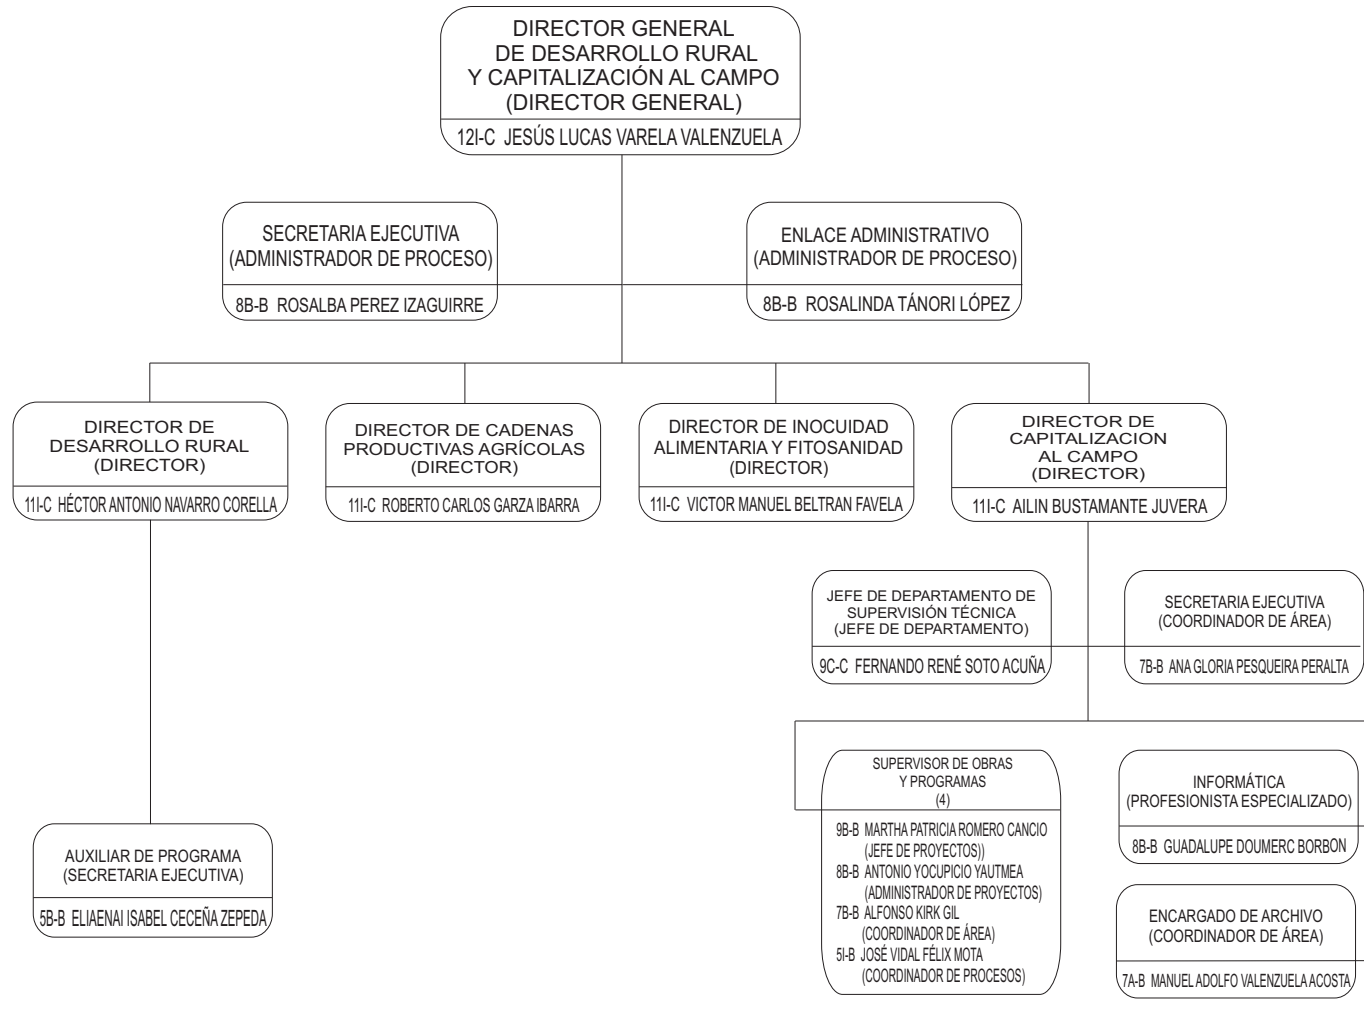 DIRECTOR GENERAL
DE DESARROLLO RURAL
Y CAPITALIZACIÓN AL CAMPO
(DIRECTOR GENERAL)
12I-C JESÚS LUCAS VARELA VALENZUELA
SECRETARIA EJECUTIVA
(ADMINISTRADOR DE PROCESO)
8B-B ROSALBA PEREZ IZAGUIRRE
ENLACE ADMINISTRATIVO
(ADMINISTRADOR DE PROCESO)
8B-B ROSALINDA TÁNORI LÓPEZ
DIRECTOR DE
DESARROLLO RURAL
(DIRECTOR)
11I-C HÉCTOR ANTONIO NAVARRO CORELLA
DIRECTOR DE CADENAS
PRODUCTIVAS AGRÍCOLAS
(DIRECTOR)
11I-C ROBERTO CARLOS GARZA IBARRA
DIRECTOR DE INOCUIDAD
ALIMENTARIA Y FITOSANIDAD
(DIRECTOR)
11I-C VICTOR MANUEL BELTRAN FAVELA
DIRECTOR DE
CAPITALIZACION
AL CAMPO
(DIRECTOR)
11I-C AILIN BUSTAMANTE JUVERA
JEFE DE DEPARTAMENTO DE
SUPERVISIÓN TÉCNICA
(JEFE DE DEPARTAMENTO)
9C-C FERNANDO RENÉ SOTO ACUÑA
SECRETARIA EJECUTIVA
(COORDINADOR DE ÁREA)
7B-B ANA GLORIA PESQUEIRA PERALTA
SUPERVISOR DE OBRAS
Y PROGRAMAS
(4)
9B-B MARTHA PATRICIA ROMERO CANCIO
(JEFE DE PROYECTOS))
8B-B ANTONIO YOCUPICIO YAUTMEA
(ADMINISTRADOR DE PROYECTOS)
7B-B ALFONSO KIRK GIL
(COORDINADOR DE ÁREA)
5I-B JOSÉ VIDAL FÉLIX MOTA
(COORDINADOR DE PROCESOS)
INFORMÁTICA
(PROFESIONISTA ESPECIALIZADO)
8B-B GUADALUPE DOUMERC BORBON
AUXILIAR DE PROGRAMA
(SECRETARIA EJECUTIVA)
5B-B ELIAENAI ISABEL CECEÑA ZEPEDA
ENCARGADO DE ARCHIVO
(COORDINADOR DE ÁREA)
7A-B MANUEL ADOLFO VALENZUELA ACOSTA